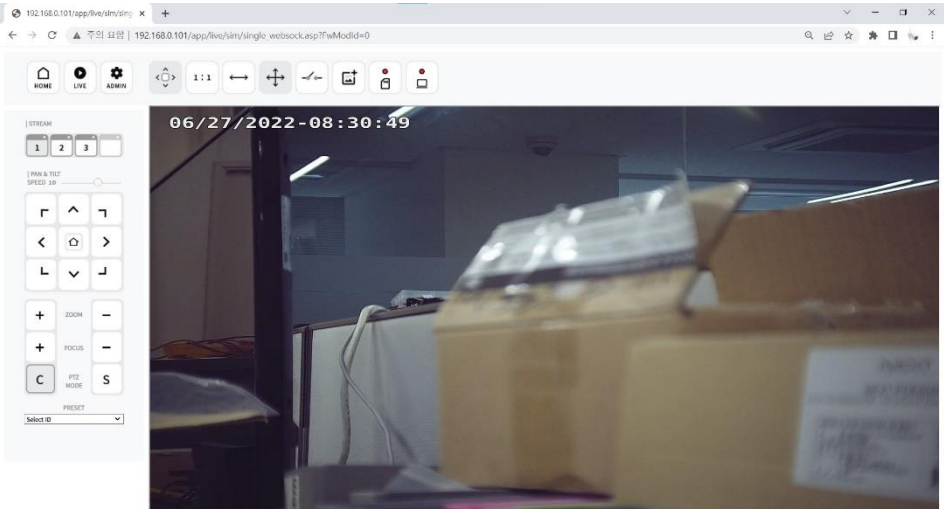 192.168.0.101/app/live/sim/sing
주의 요함 | 192.168.0.101/app/live/sim/single_websock.asp?FwModId=0
HOME LIVE ADMIN 1:1
06/27/2022-08:30:49
| STREAM
1 2 3
| PAN & TILT
SPEED 10
+ ZOOM −
+ FOCUS −
C PTZ MODE S
PRESET
Select ID